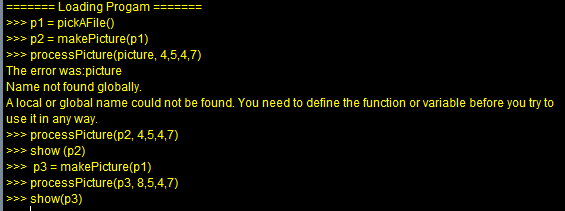 ======= Loading Progam =======
>>> p1 = pickAFile()
>>> p2 = makePicture(p1)
>>> processPicture(picture, 4,5,4,7)
The error was:picture
Name not found globally.
A local or global name could not be found. You need to define the function or variable before you try to
use it in any way.
>>> processPicture(p2, 4,5,4,7)
>>> show (p2)
>>>  p3 = makePicture(p1)
>>> processPicture(p3, 8,5,4,7)
>>> show(p3)